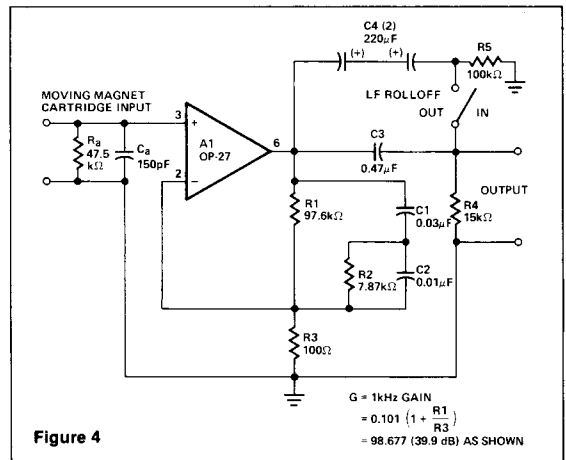 C4 (2)
220μF
(+)
(+)
R5
100kΩ
LF ROLLOFF
OUT
IN
MOVING MAGNET
CARTRIDGE INPUT
3
+
A1
OP-27
6
2
–
Ra
47.5
kΩ
Ca
150pF
C3
0.47μF
OUTPUT
R4
15kΩ
R1
97.6kΩ
C1
0.03μF
R2
7.87kΩ
C2
0.01μF
R3
100Ω
G = 1kHz GAIN
= 0.101 (1 + R1/R3)
= 98.677 (39.9 dB) AS SHOWN
Figure 4